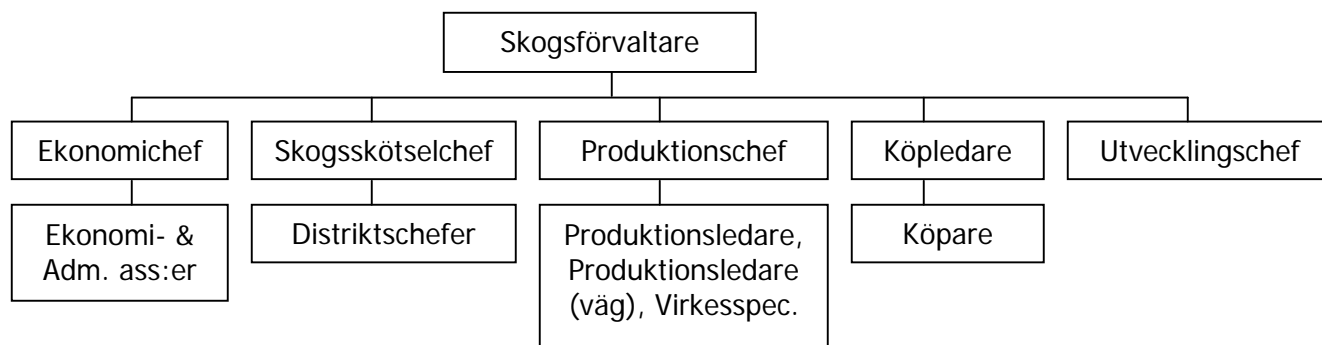 Skogsförvaltare
Ekonomichef
Skogsskötselchef
Produktionschef
Köpledare
Utvecklingschef
Ekonomi- &
Adm. ass:er
Distriktschefer
Produktionsledare,
Produktionsledare
(väg), Virkesspec.
Köpare